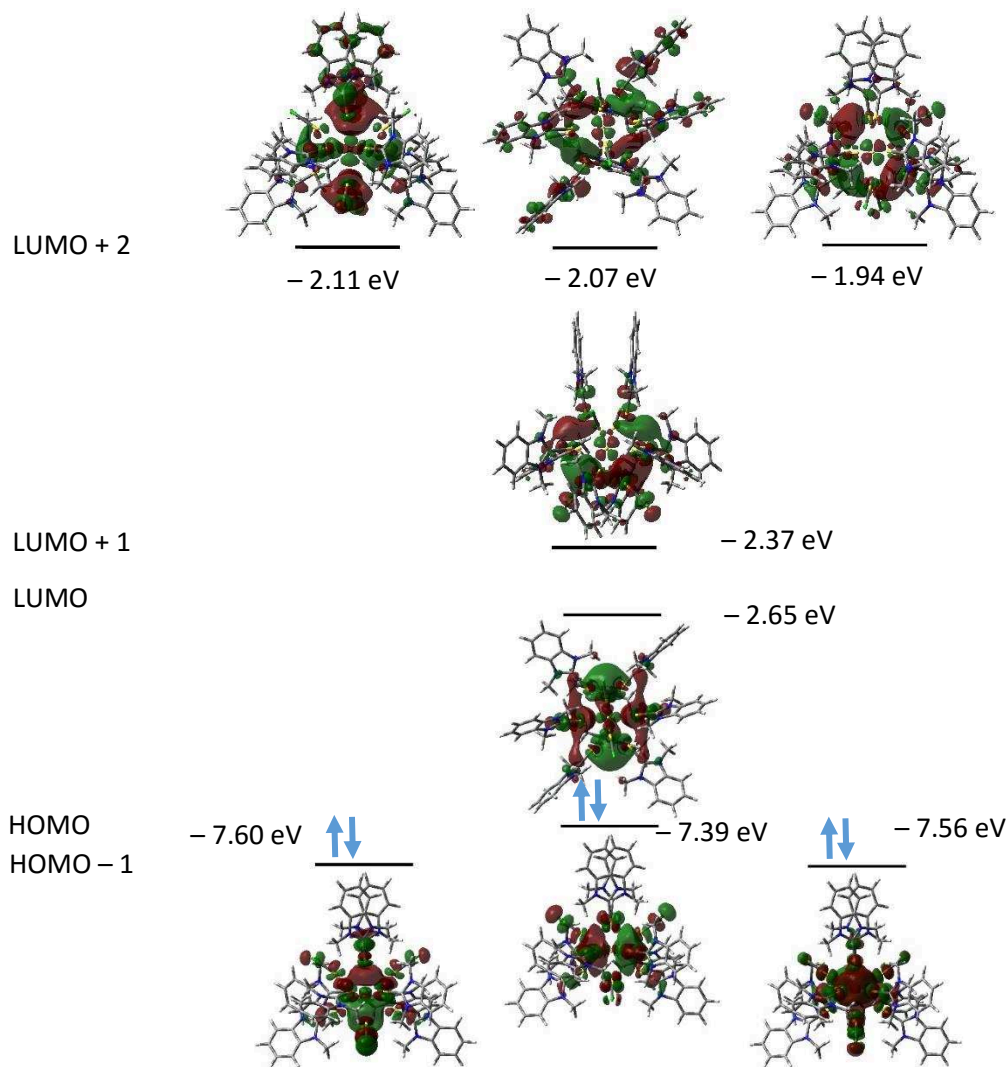 LUMO + 2
– 2.11 eV
– 2.07 eV
– 1.94 eV
LUMO + 1
– 2.37 eV
LUMO
– 2.65 eV
HOMO
– 7.60 eV
– 7.39 eV
– 7.56 eV
HOMO – 1